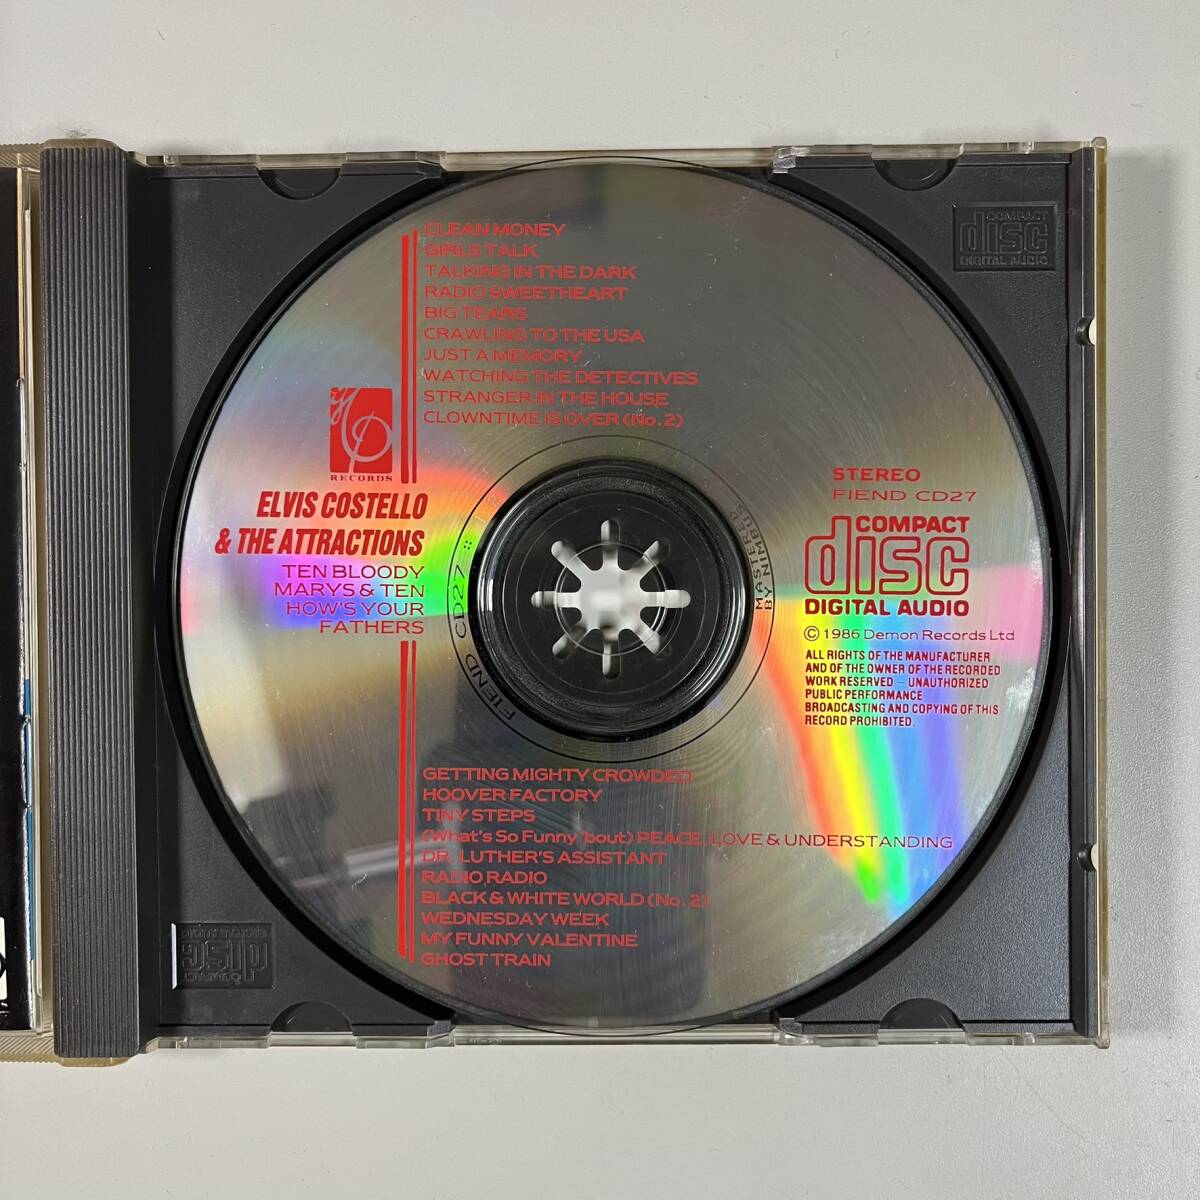 CLEAN MONEY
GIRLS TALK
TALKING IN THE DARK
RADIO SWEETHEART
BIG TEARS
CRAWLING TO THE USA
JUST A MEMORY
WATCHING THE DETECTIVES
STRANGER IN THE HOUSE
CLOWNTIME IS OVER (No. 2)
RECORDS
ELVIS COSTELLO
& THE ATTRACTIONS
TEN BLOODY
MARYS & TEN
HOW'S YOUR
FATHERS
STEREO
FIEND CD27
COMPACT
disc
DIGITAL AUDIO
© 1986 Demon Records Ltd
ALL RIGHTS OF THE MANUFACTURER
AND OF THE OWNER OF THE RECORDED
WORK RESERVED – UNAUTHORIZED
PUBLIC PERFORMANCE
BROADCASTING AND COPYING OF THIS
RECORD PROHIBITED.
FIEND CD27
MASTERED
BY NIMBUS
GETTING MIGHTY CROWDED
HOOVER FACTORY
TINY STEPS
(What's So Funny 'bout) PEACE, LOVE & UNDERSTANDING
DR. LUTHER'S ASSISTANT
RADIO, RADIO
BLACK & WHITE WORLD (No. 2)
WEDNESDAY WEEK
MY FUNNY VALENTINE
GHOST TRAIN
COMPACT
disc
DIGITAL AUDIO
COMPACT
disc
DIGITAL AUDIO